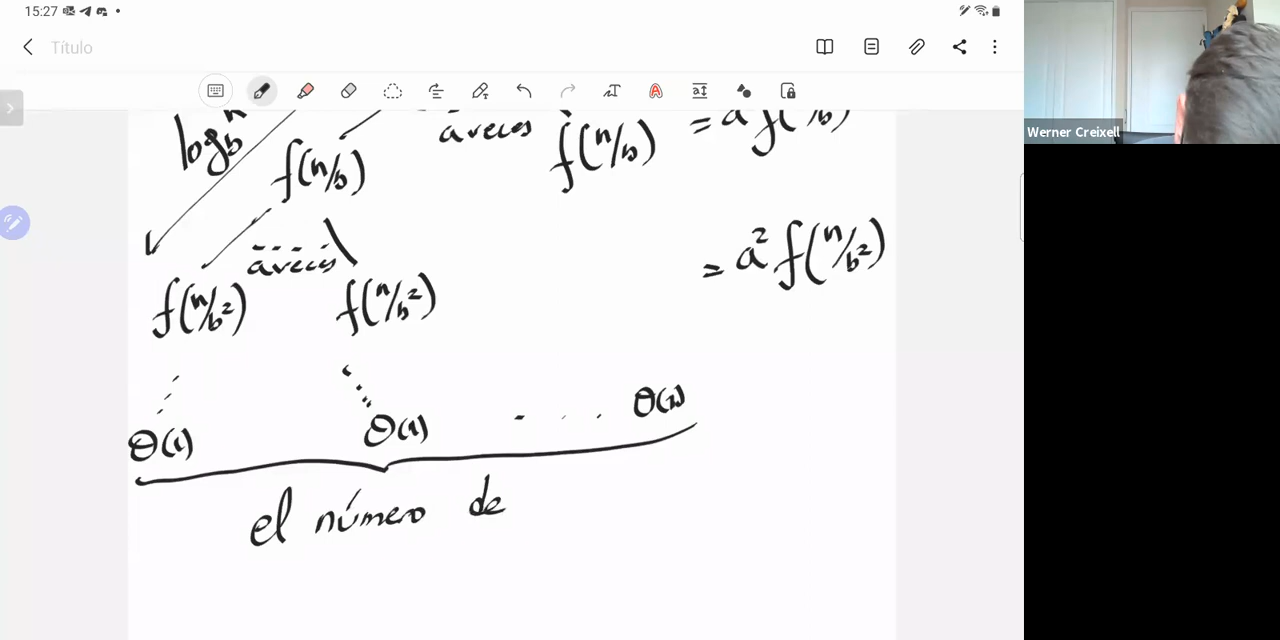 15:27
Título
Werner Creixell
log_b^n
f(n/b) a veces f(n/b) = a f(n/b)
a veces
f(n/b²) f(n/b²) = a² f(n/b²)
Θ(1) Θ(1) . . . Θ(1)
el número de